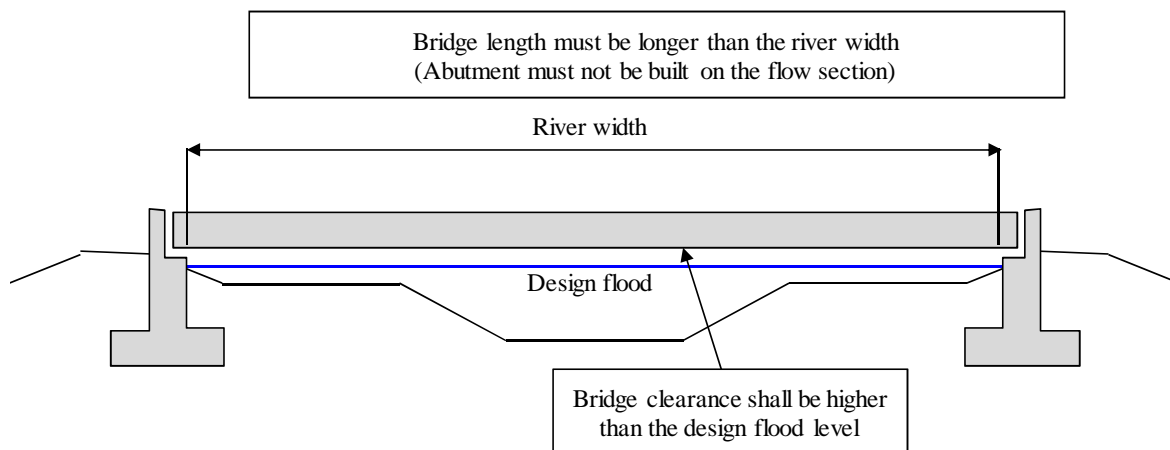 Bridge length must be longer than the river width
(Abutment must not be built on the flow section)
River width
Design flood
Bridge clearance shall be higher
than the design flood level